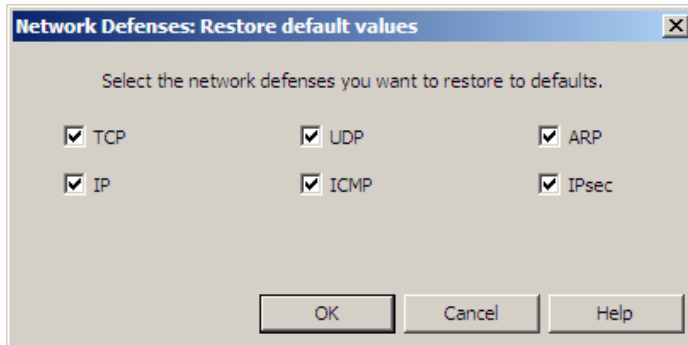 Network Defenses: Restore default values
Select the network defenses you want to restore to defaults.
TCP UDP ARP
IP ICMP IPsec
OK Cancel Help